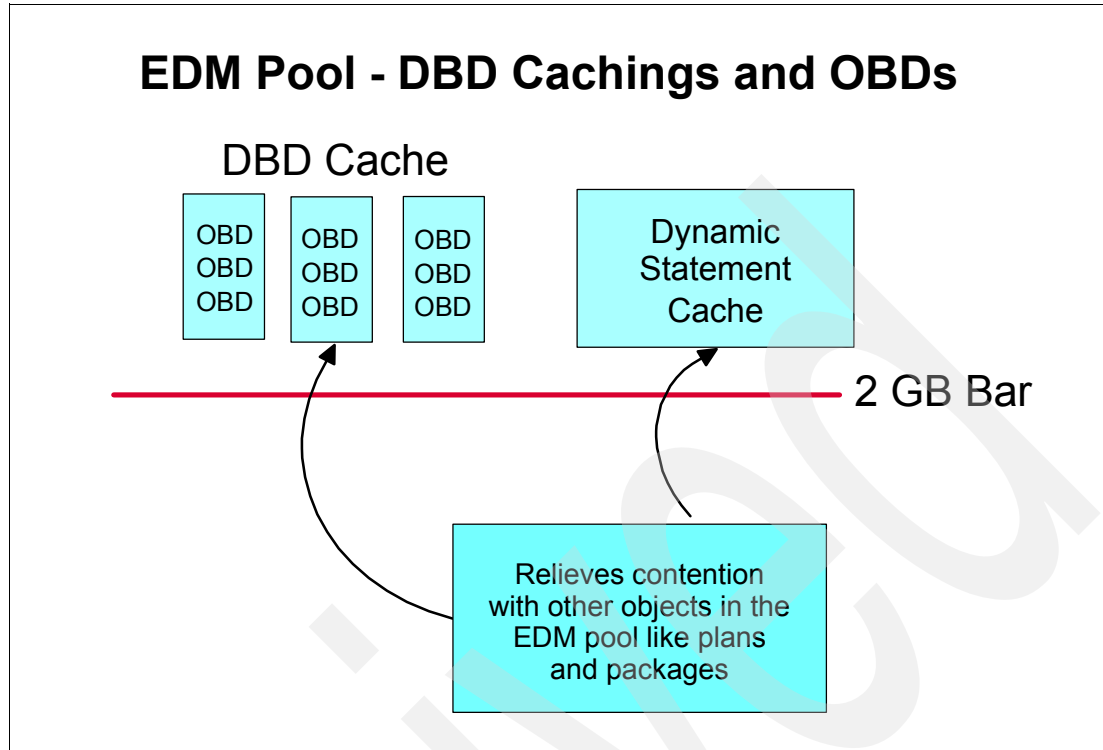 EDM Pool - DBD Cachings and OBDs
DBD Cache
OBD
OBD
OBD
OBD
OBD
OBD
OBD
OBD
OBD
Dynamic
Statement
Cache
2 GB Bar
Relieves contention
with other objects in the
EDM pool like plans
and packages